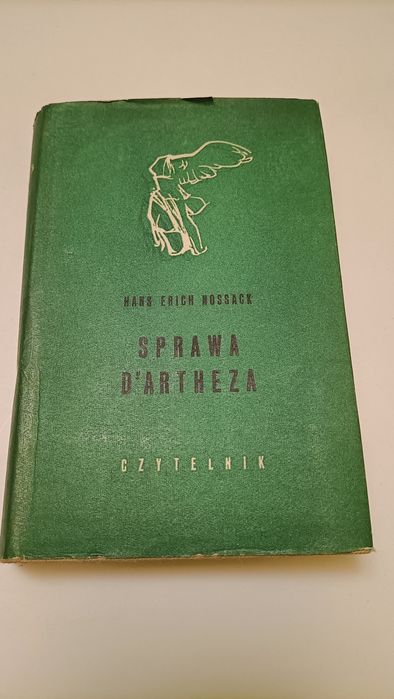 HANS ERICH NOSSACK
SPRAWA
D'ARTHEZA
CZYTELNIK